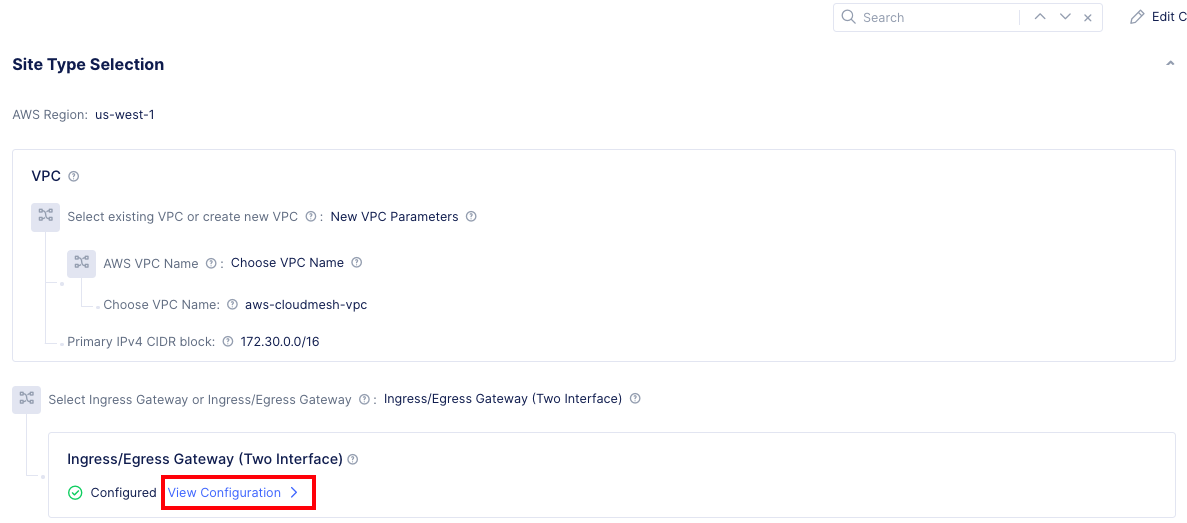 Search
Edit C
Site Type Selection
AWS Region: us-west-1
VPC
Select existing VPC or create new VPC : New VPC Parameters
AWS VPC Name : Choose VPC Name
Choose VPC Name: aws-cloudmesh-vpc
Primary IPv4 CIDR block: 172.30.0.0/16
Select Ingress Gateway or Ingress/Egress Gateway : Ingress/Egress Gateway (Two Interface)
Ingress/Egress Gateway (Two Interface)
Configured View Configuration